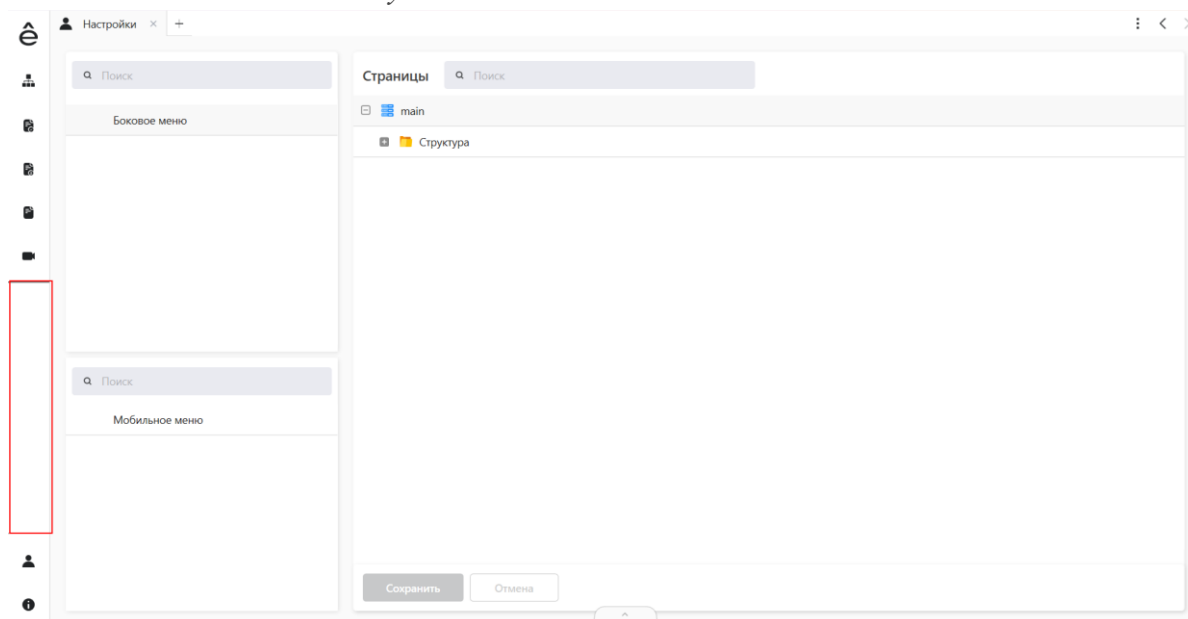 ê
Настройки
Поиск
Боковое меню
Поиск
Мобильное меню
Страницы
Поиск
main
Структура
Сохранить
Отмена